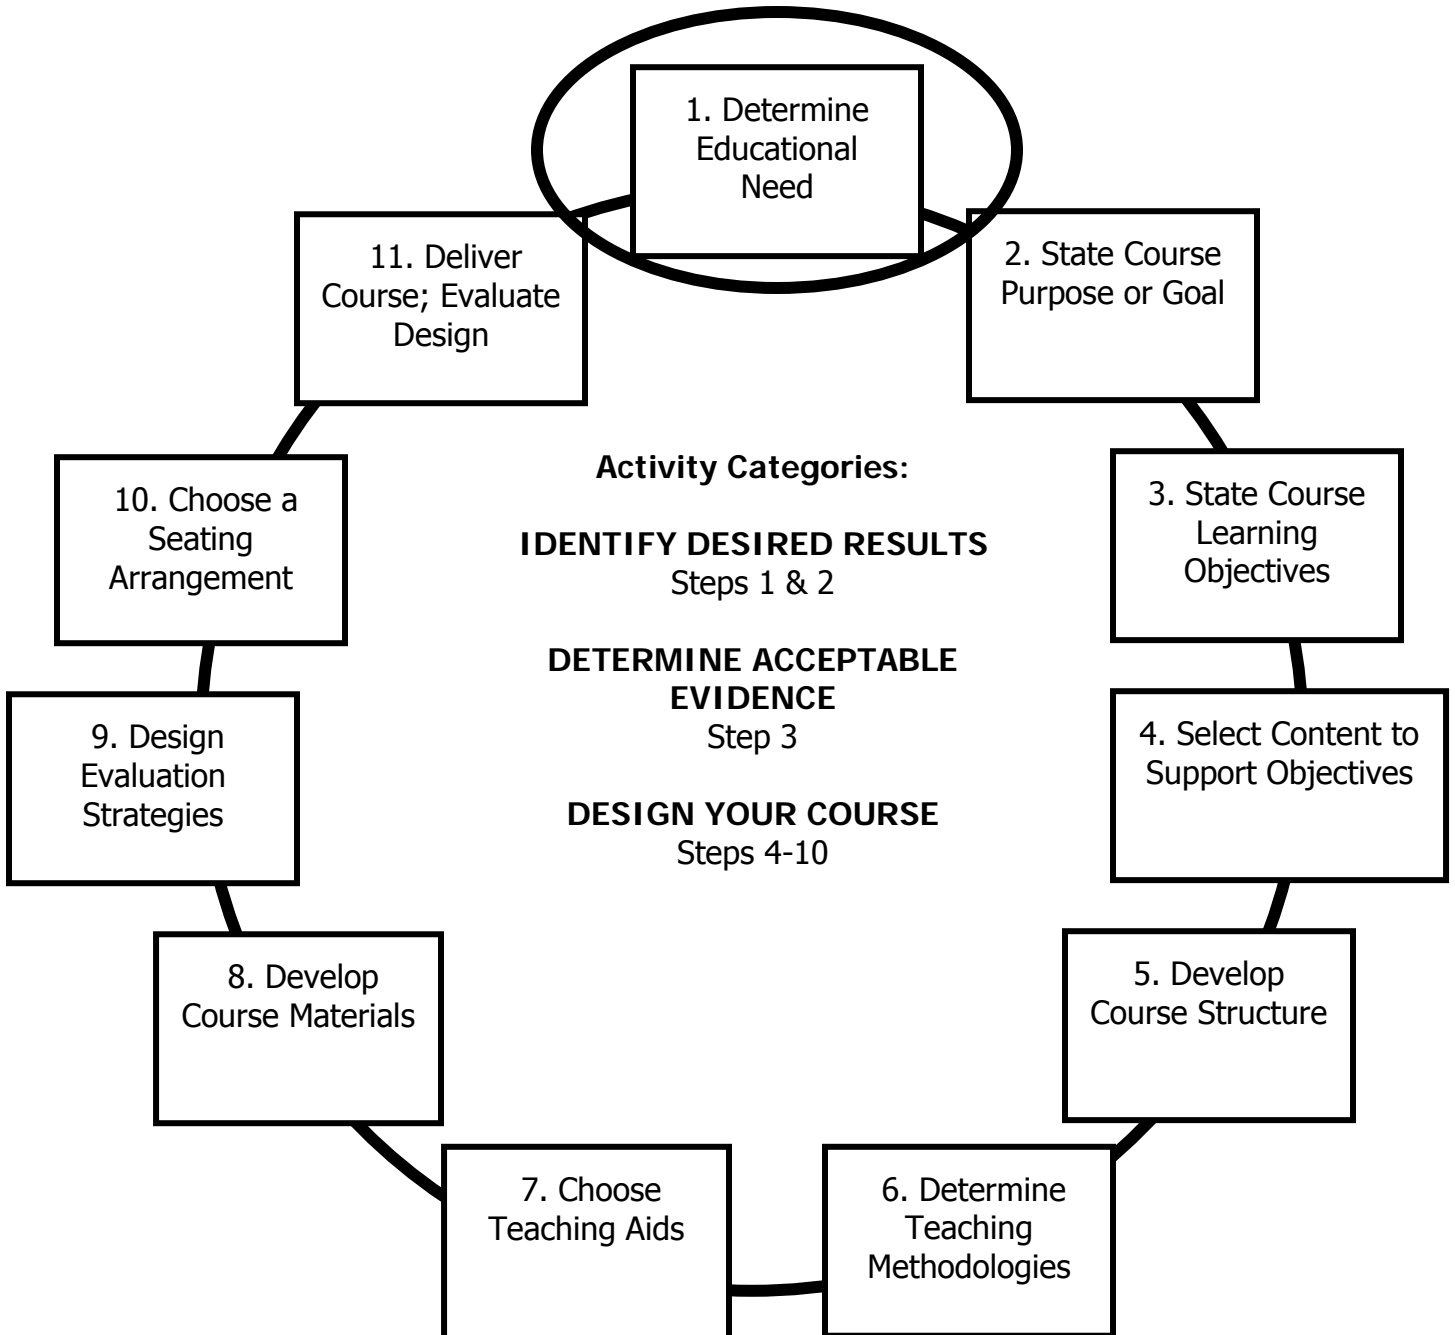 1. Determine
Educational
Need
2. State Course
Purpose or Goal
3. State Course
Learning
Objectives
4. Select Content to
Support Objectives
5. Develop
Course Structure
6. Determine
Teaching
Methodologies
7. Choose
Teaching Aids
8. Develop
Course Materials
9. Design
Evaluation
Strategies
10. Choose a
Seating
Arrangement
11. Deliver
Course; Evaluate
Design
Activity Categories:
IDENTIFY DESIRED RESULTS
Steps 1 & 2
DETERMINE ACCEPTABLE
EVIDENCE
Step 3
DESIGN YOUR COURSE
Steps 4-10